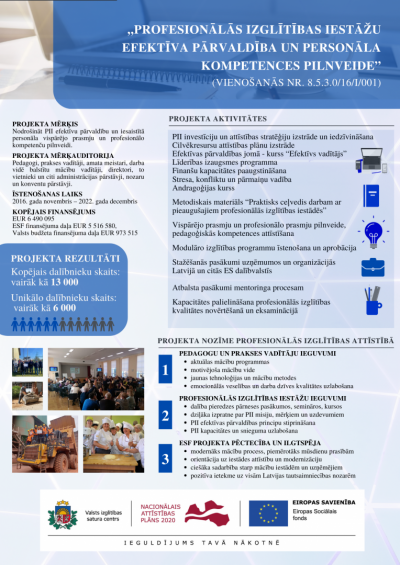 „PROFESIONĀLĀS IZGLĪTĪBAS IESTĀŽU
EFEKTĪVA PĀRVALDĪBA UN PERSONĀLA
KOMPETENCES PILNVEIDE”
(VIENOŠANĀS NR. 8.5.3.0/16/I/001)
PROJEKTA MĒRĶIS
Nodrošināt PII efektīvu pārvaldību un iesaistītā
personāla vispārējo prasmju un profesionālo
kompetenču pilnveidi.
PROJEKTA MĒRĶAUDITORIJA
Pedagogi, prakses vadītāji, amata meistari, darba
vidē balstītu mācību vadītāji, direktori, to
vietnieki un citi administrācijas pārstāvji, nozaru
un konventu pārstāvji.
ĪSTENOŠANAS LAIKS
2016. gada novembris – 2022. gada decembris
KOPĒJAIS FINANSĒJUMS
EUR 6 490 095
ESF finansējuma daļa EUR 5 516 580,
Valsts budžeta finansējuma daļa EUR 973 515
PROJEKTA REZULTĀTI
Kopējais dalībnieku skaits:
vairāk kā 13 000
Unikālo dalībnieku skaits:
vairāk kā 6 000
PROJEKTA AKTIVITĀTES
PII investīciju un attīstības stratēģiju izstrāde un iedzīvināšana
Cilvēkresursu attīstības plānu izstrāde
Efektīvas pārvaldības jomā - kurss “Efektīvs vadītājs”
Līderības izaugsmes programma
Finanšu kapacitātes paaugstināšana
Stresa, konfliktu un pārmaiņu vadība
Andragoģijas kurss
Metodiskais materiāls “Praktisks ceļvedis darbam ar
pieaugušajiem profesionālās izglītības iestādēs”
Vispārējo prasmju un profesionālo prasmju pilnveide,
pedagoģiskās kompetences attīstīšana
Modulāro izglītības programmu īstenošana un aprobācija
Stažēšanās pasākumi uzņēmumos un organizācijās
Latvijā un citās ES dalībvalstīs
Atbalsta pasākumi mentoringa procesam
Kapacitātes palielināšana profesionālās izglītības
kvalitātes novērtēšanā un eksaminācijā
PROJEKTA NOZĪME PROFESIONĀLĀS IZGLĪTĪBAS ATTĪSTĪBĀ
1
PEDAGOGU UN PRAKSES VADĪTĀJU IEGUVUMI
• aktuālās mācību programmas
• motivējoša mācību vide
• jaunas tehnoloģijas un mācību metodes
• emocionālās veselības un darba dzīves kvalitātes uzlabošana
2
PROFESIONĀLĀS IZGLĪTĪBAS IESTĀŽU IEGUVUMI
• dalība pieredzes pārneses pasākumos, semināros, kursos
• dziļāka izpratne par PII misiju, mērķiem un uzdevumiem
• PII efektīvas pārvaldības principu stiprināšana
• PII kapacitātes un snieguma uzlabošana
3
ESF PROJEKTA PĒCTECĪBA UN ILGTSPĒJA
• modernāks mācību process, piemērotāks mūsdienu prasībām
• orientācija uz iestādes attīstību un modernizāciju
• ciešāka sadarbība starp mācību iestādēm un uzņēmējiem
• pozitīva ietekme uz visām Latvijas tautsaimniecības nozarēm
Valsts izglītības
satura centrs
NACIONĀLAIS
ATTĪSTĪBAS
PLĀNS 2020
EIROPAS SAVIENĪBA
Eiropas Sociālais
fonds
IEGULDĪJUMS TAVĀ NĀKOTNĒ